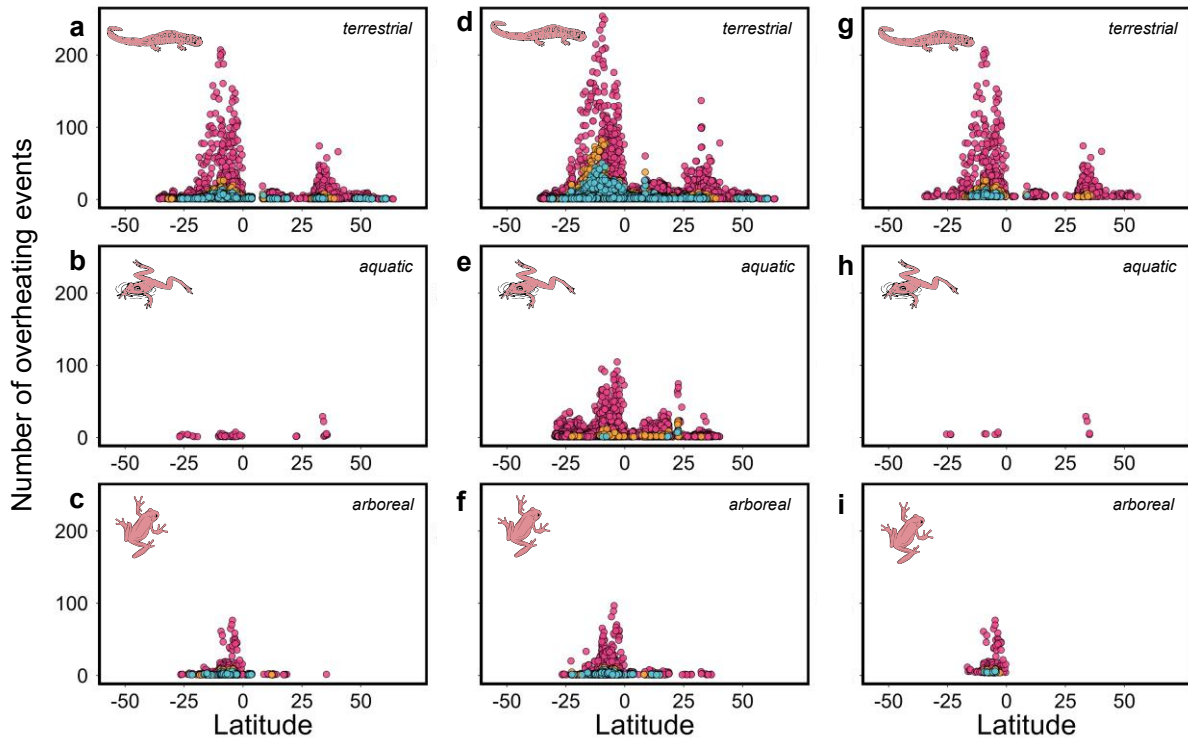 Number of overheating events
a
terrestrial
200
100
0
-50 -25 0 25 50
d
terrestrial
-50 -25 0 25 50
g
terrestrial
-50 -25 0 25 50
b
aquatic
200
100
0
-50 -25 0 25 50
e
aquatic
-50 -25 0 25 50
h
aquatic
-50 -25 0 25 50
c
arboreal
200
100
0
-50 -25 0 25 50
Latitude
f
arboreal
-50 -25 0 25 50
Latitude
i
arboreal
-50 -25 0 25 50
Latitude